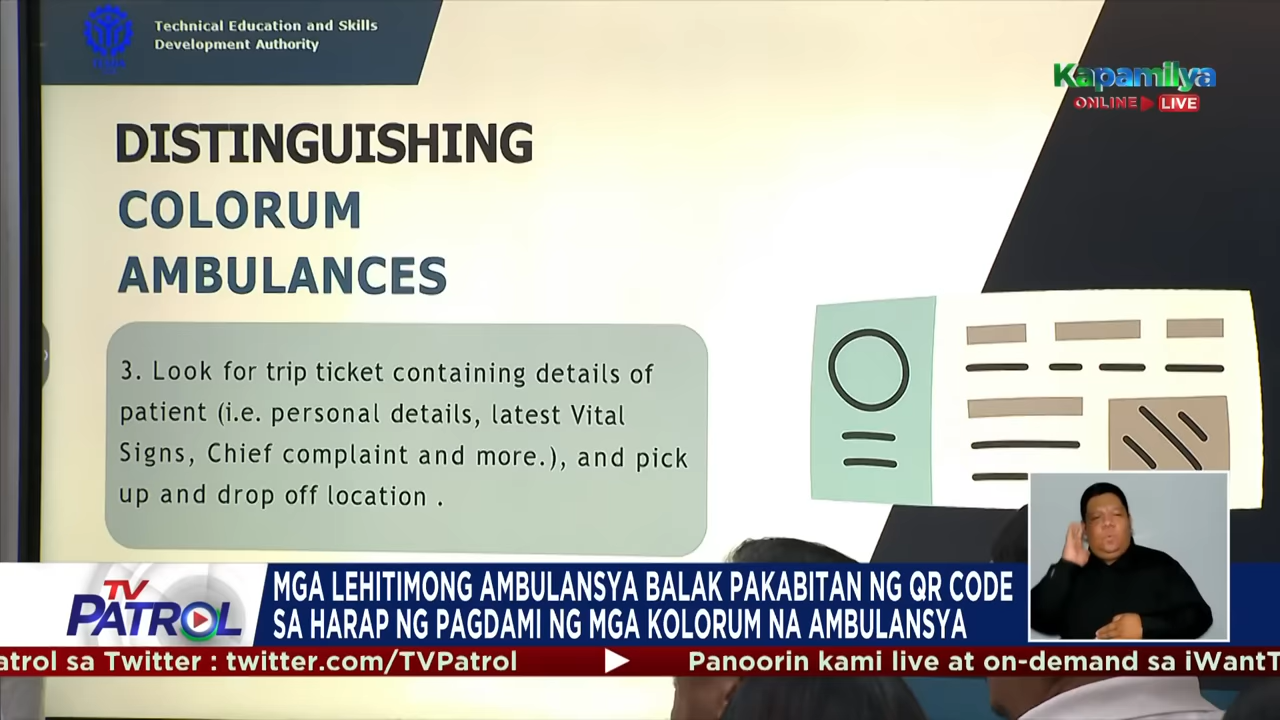 Technical Education and Skills
Development Authority
Kapamilya
ONLINE LIVE
DISTINGUISHING
COLORUM
AMBULANCES
3. Look for trip ticket containing details of
patient (i.e. personal details, latest Vital
Signs, Chief complaint and more.), and pick
up and drop off location .
TV
PATROL
MGA LEHITIMONG AMBULANSYA BALAK PAKABITAN NG QR CODE
SA HARAP NG PAGDAMI NG MGA KOLORUM NA AMBULANSYA
atrol sa Twitter : twitter.com/TVPatrol Panoorin kami live at on-demand sa iWantT